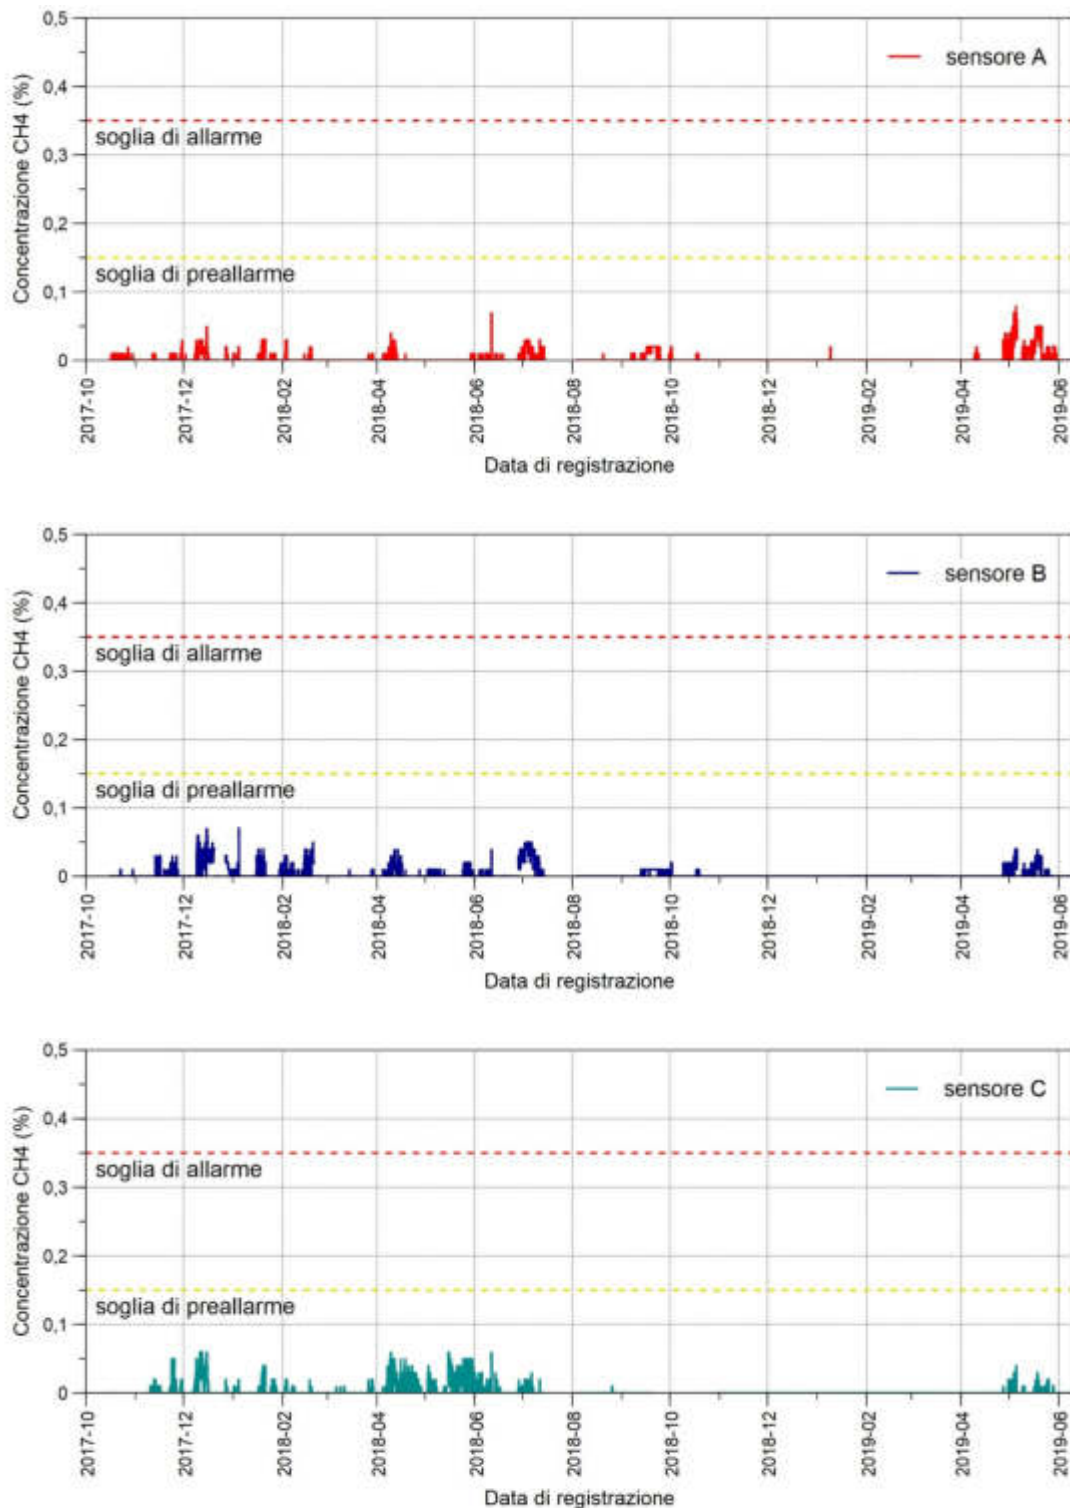 0,5
sensore A
0,4
soglia di allarme
0,3
0,2
soglia di preallarme
0,1
0
Concentrazione CH4 (%)
2017-10 2017-12 2018-02 2018-04 2018-06 2018-08 2018-10 2018-12 2019-02 2019-04 2019-06
Data di registrazione
0,5
sensore B
0,4
soglia di allarme
0,3
0,2
soglia di preallarme
0,1
0
Concentrazione CH4 (%)
2017-10 2017-12 2018-02 2018-04 2018-06 2018-08 2018-10 2018-12 2019-02 2019-04 2019-06
Data di registrazione
0,5
sensore C
0,4
soglia di allarme
0,3
0,2
soglia di preallarme
0,1
0
Concentrazione CH4 (%)
2017-10 2017-12 2018-02 2018-04 2018-06 2018-08 2018-10 2018-12 2019-02 2019-04 2019-06
Data di registrazione